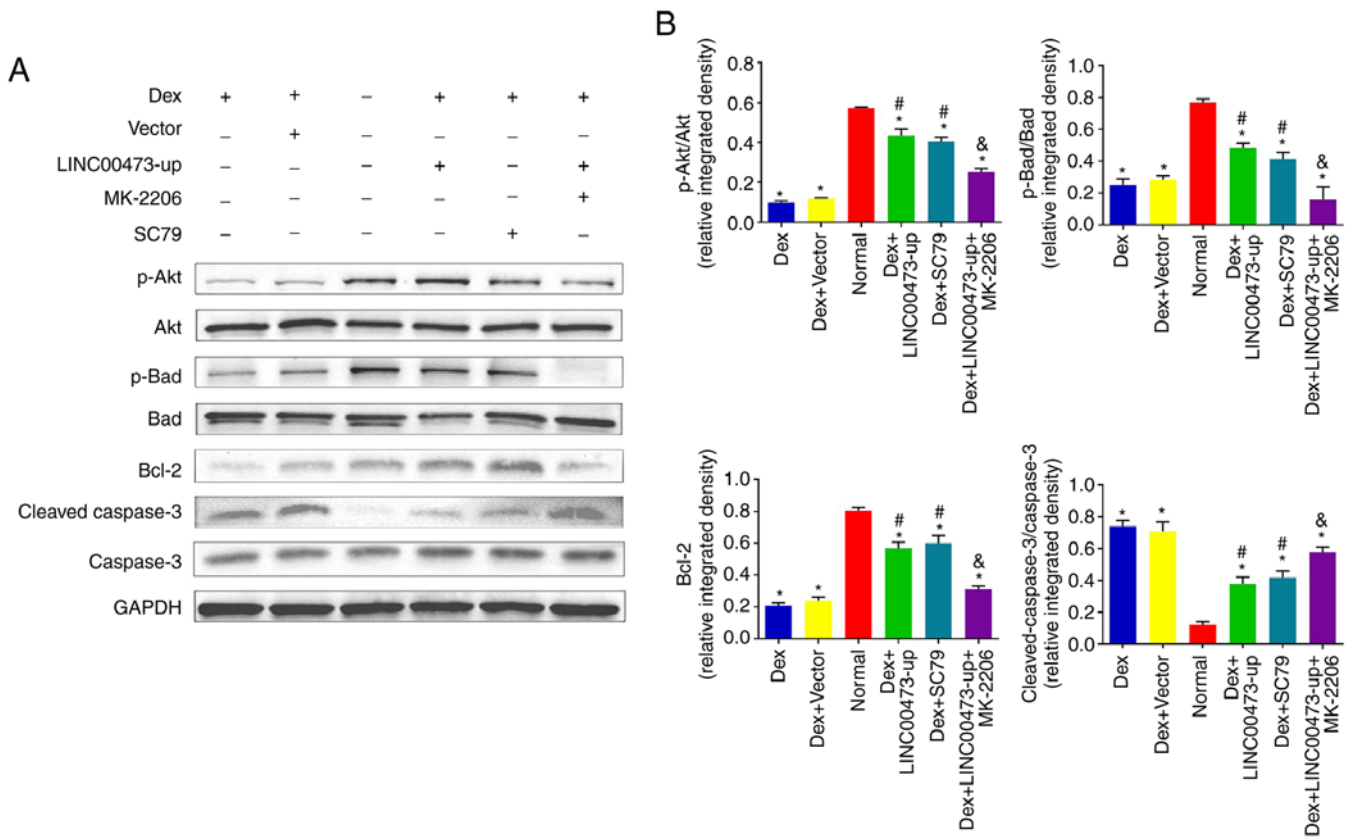 A
Dex + + – + + +
Vector – + – – – –
LINC00473-up – – – + – +
MK-2206 – – – – – +
SC79 – – – – + –
p-Akt
Akt
p-Bad
Bad
Bcl-2
Cleaved caspase-3
Caspase-3
GAPDH
B
p-Akt/Akt
(relative integrated density)
0.8
0.6
0.4
0.2
0.0
* * # * # * & *
Dex
Dex+Vector
Normal
Dex+
LINC00473-up
Dex+SC79
Dex+LINC00473-up+
MK-2206
p-Bad/Bad
(relative integrated density)
1.0
0.8
0.6
0.4
0.2
0.0
* * # * # * & *
Dex
Dex+Vector
Normal
Dex+
LINC00473-up
Dex+SC79
Dex+LINC00473-up+
MK-2206
Bcl-2
(relative integrated density)
1.0
0.8
0.6
0.4
0.2
0.0
* * # * # * & *
Dex
Dex+Vector
Normal
Dex+
LINC00473-up
Dex+SC79
Dex+LINC00473-up+
MK-2206
Cleaved-caspase-3/caspase-3
(relative integrated density)
1.0
0.8
0.6
0.4
0.2
0.0
* * # * # * & *
Dex
Dex+Vector
Normal
Dex+
LINC00473-up
Dex+SC79
Dex+LINC00473-up+
MK-2206